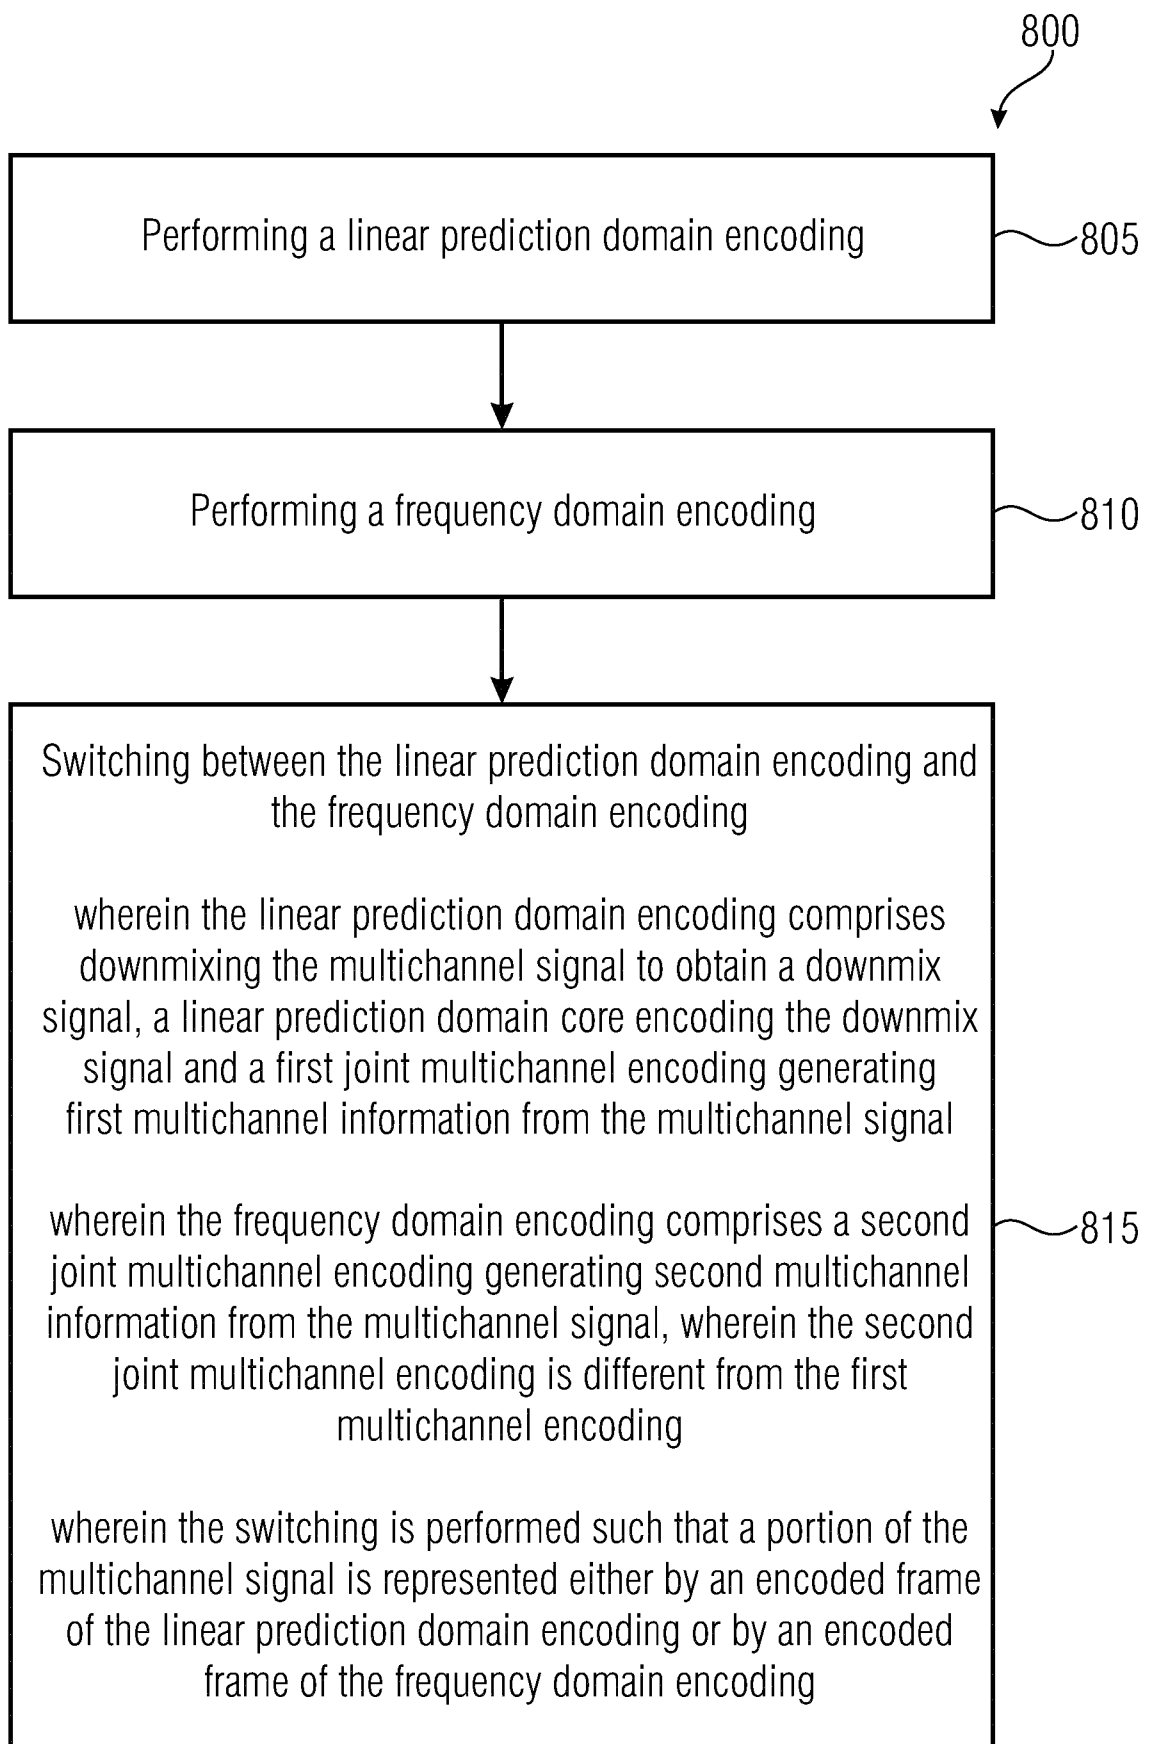 800
Performing a linear prediction domain encoding
805
Performing a frequency domain encoding
810
Switching between the linear prediction domain encoding and
the frequency domain encoding
wherein the linear prediction domain encoding comprises
downmixing the multichannel signal to obtain a downmix
signal, a linear prediction domain core encoding the downmix
signal and a first joint multichannel encoding generating
first multichannel information from the multichannel signal
wherein the frequency domain encoding comprises a second
joint multichannel encoding generating second multichannel
information from the multichannel signal, wherein the second
joint multichannel encoding is different from the first
multichannel encoding
wherein the switching is performed such that a portion of the
multichannel signal is represented either by an encoded frame
of the linear prediction domain encoding or by an encoded
frame of the frequency domain encoding
815